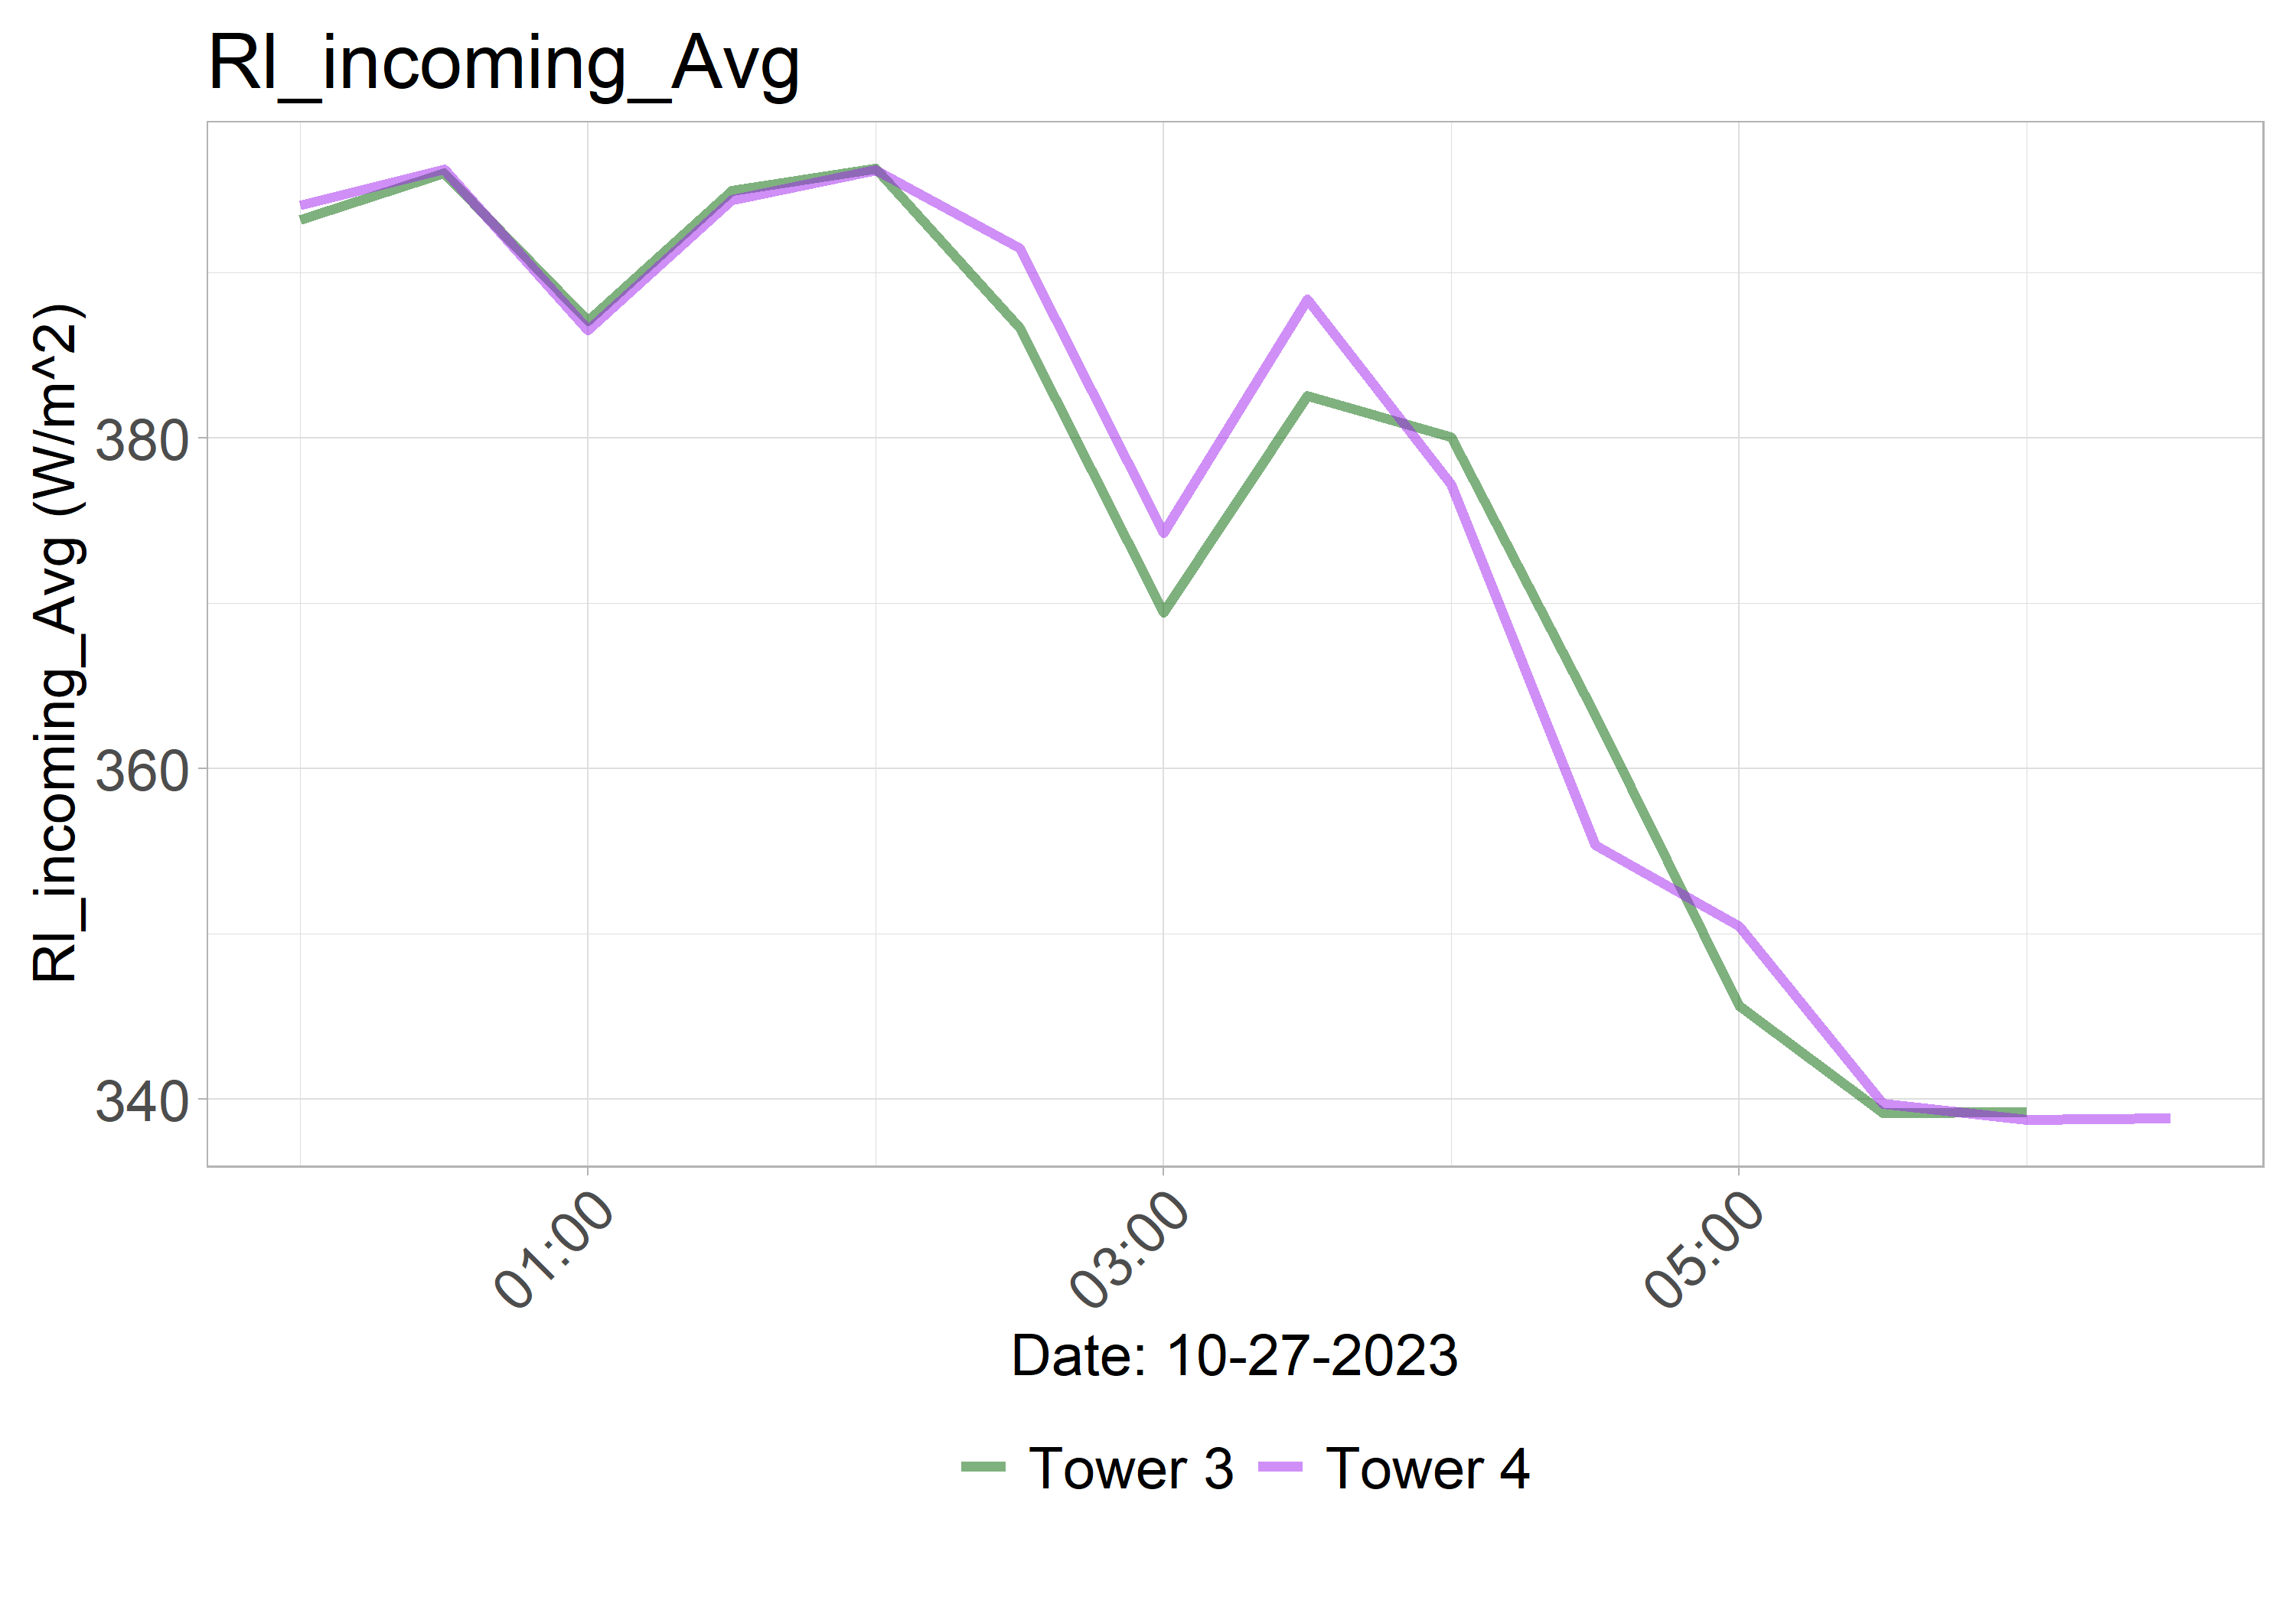 Rl_incoming_Avg
Rl_incoming_Avg (W/m^2)
380
360
340
01:00
03:00
05:00
Date: 10-27-2023
Tower 3
Tower 4